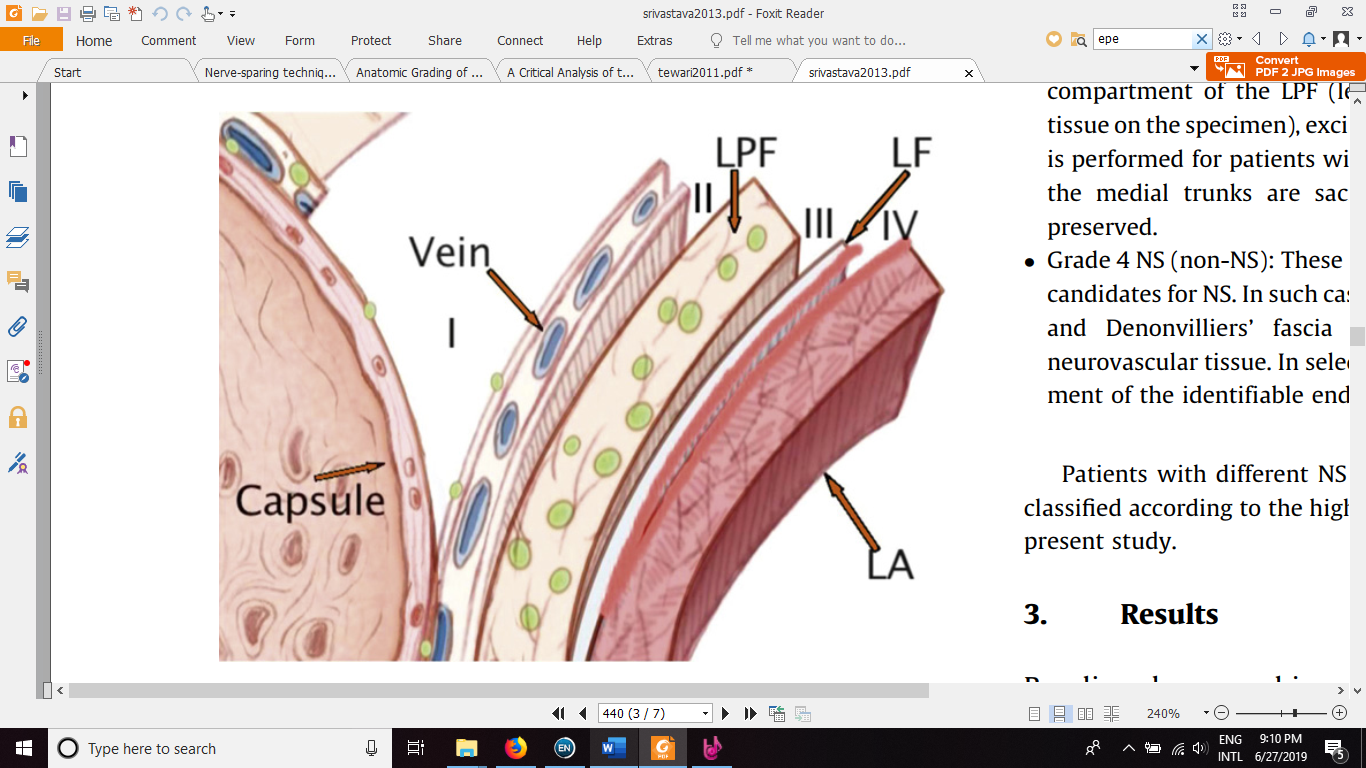 srivastava2013.pdf - Foxit Reader
File Home Comment View Form Protect Share Connect Help Extras Tell me what you want to do... epe
Start Nerve-sparing techniq... Anatomic Grading of ... A Critical Analysis of t... tewari2011.pdf * srivastava2013.pdf
PDF Convert
PDF 2 JPG Images
LPF
LF
II
III
IV
Vein
I
Capsule
LA
compartment of the LPF
tissue on the specimen), exci
is performed for patients wi
the medial trunks are sac
preserved.
• Grade 4 NS (non-NS): These
candidates for NS. In such cas
and Denonvilliers' fascia
neurovascular tissue. In selec
ment of the identifiable end
Patients with different NS
classified according to the high
present study.
3. Results
440 (3 / 7)
240%
Type here to search
EN
ENG
INTL
9:10 PM
6/27/2019
5